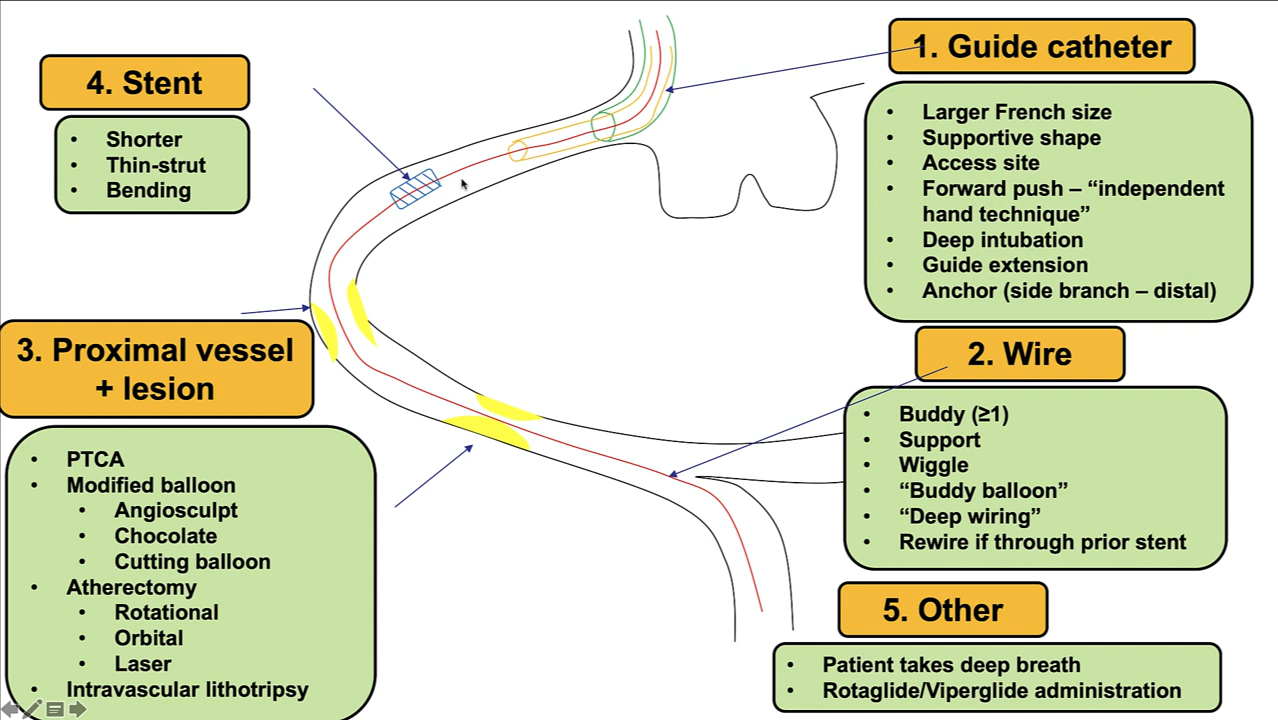 4. Stent
• Shorter
• Thin-strut
• Bending
1. Guide catheter
• Larger French size
• Supportive shape
• Access site
• Forward push – “independent
hand technique”
• Deep intubation
• Guide extension
• Anchor (side branch – distal)
3. Proximal vessel
+ lesion
• PTCA
• Modified balloon
• Angiosculpt
• Chocolate
• Cutting balloon
• Atherectomy
• Rotational
• Orbital
• Laser
• Intravascular lithotripsy
2. Wire
• Buddy (≥1)
• Support
• Wiggle
• “Buddy balloon”
• “Deep wiring”
• Rewire if through prior stent
5. Other
• Patient takes deep breath
• Rotaglide/Viperglide administration